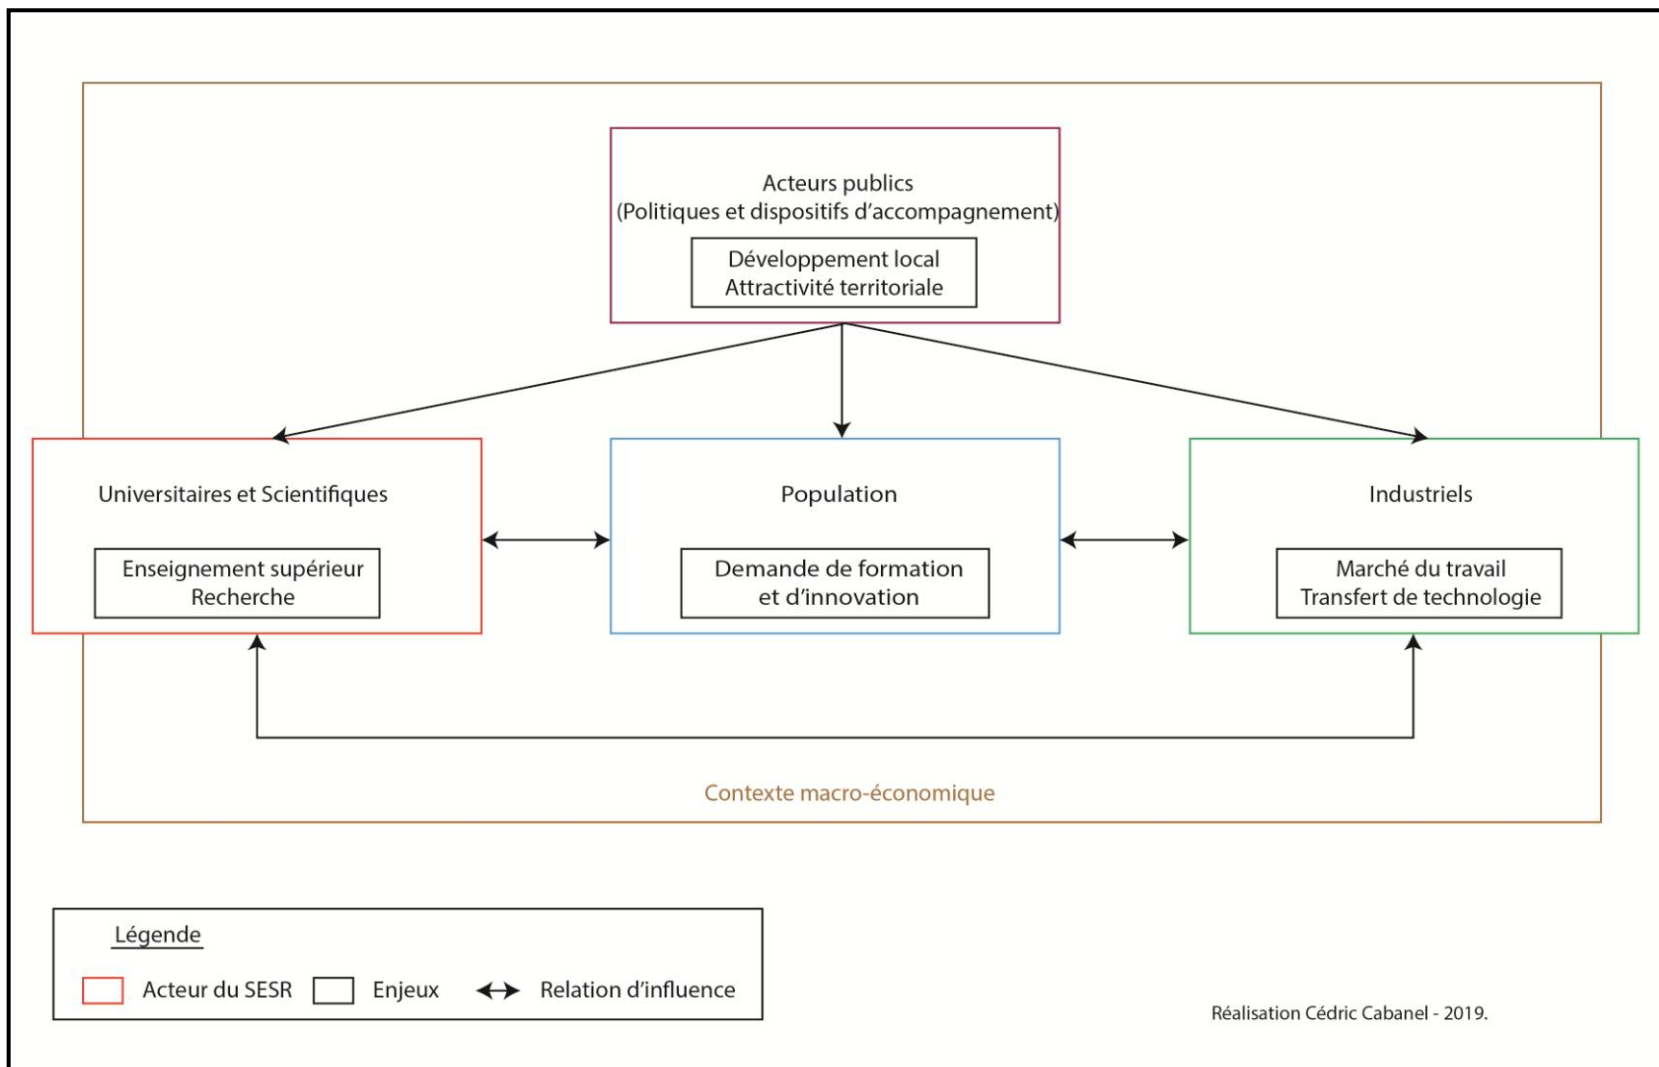 Acteurs publics
(Politiques et dispositifs d'accompagnement)
Développement local
Attractivité territoriale
Universitaires et Scientifiques
Enseignement supérieur
Recherche
Population
Demande de formation
et d'innovation
Industriels
Marché du travail
Transfert de technologie
Contexte macro-économique
Légende
Acteur du SESR
Enjeux
Relation d'influence
Réalisation Cédric Cabanel - 2019.